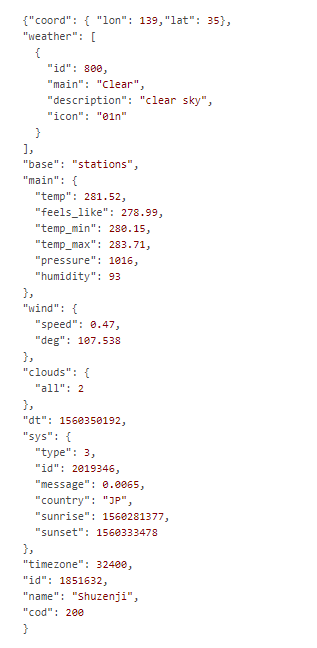 {"coord": { "lon": 139,"lat": 35},
"weather": [
{
"id": 800,
"main": "Clear",
"description": "clear sky",
"icon": "01n"
}
],
"base": "stations",
"main": {
"temp": 281.52,
"feels_like": 278.99,
"temp_min": 280.15,
"temp_max": 283.71,
"pressure": 1016,
"humidity": 93
},
"wind": {
"speed": 0.47,
"deg": 107.538
},
"clouds": {
"all": 2
},
"dt": 1560350192,
"sys": {
"type": 3,
"id": 2019346,
"message": 0.0065,
"country": "JP",
"sunrise": 1560281377,
"sunset": 1560333478
},
"timezone": 32400,
"id": 1851632,
"name": "Shuzenji",
"cod": 200
}